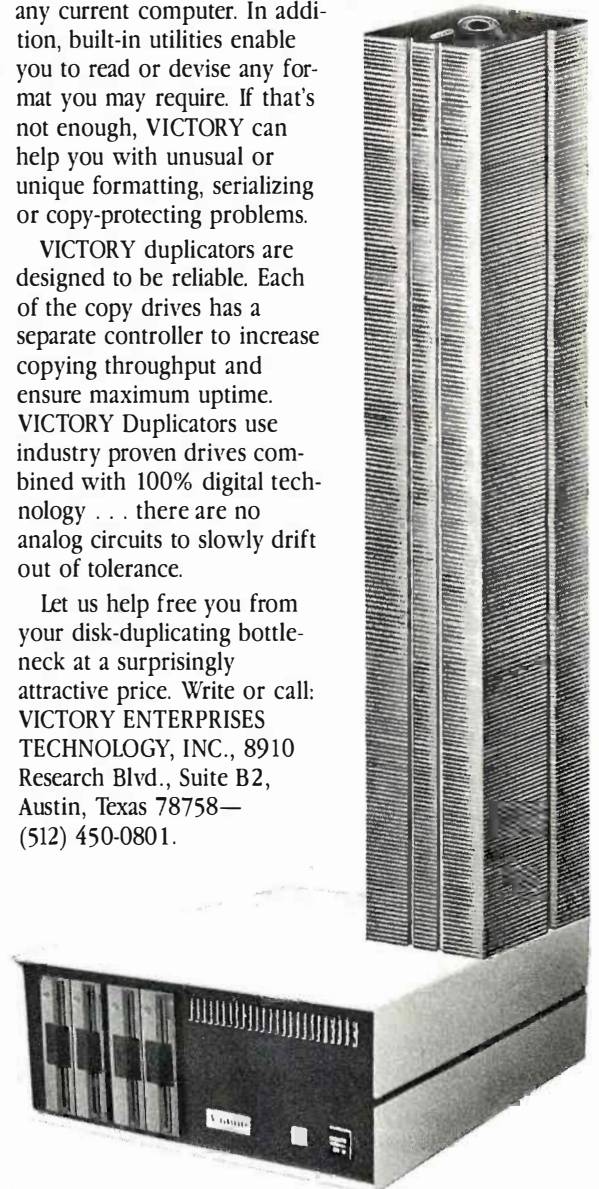 any current computer. In addi-
tion, built-in utilities enable
you to read or devise any for-
mat you may require. If that's
not enough, VICTORY can
help you with unusual or
unique formatting, serializing
or copy-protecting problems.
VICTORY duplicators are
designed to be reliable. Each
of the copy drives has a
separate controller to increase
copying throughput and
ensure maximum uptime.
VICTORY Duplicators use
industry proven drives com-
bined with 100% digital tech-
nology . . . there are no
analog circuits to slowly drift
out of tolerance.
Let us help free you from
your disk-duplicating bottle-
neck at a surprisingly
attractive price. Write or call:
VICTORY ENTERPRISES
TECHNOLOGY, INC., 8910
Research Blvd., Suite B2,
Austin, Texas 78758—
(512) 450-0801.